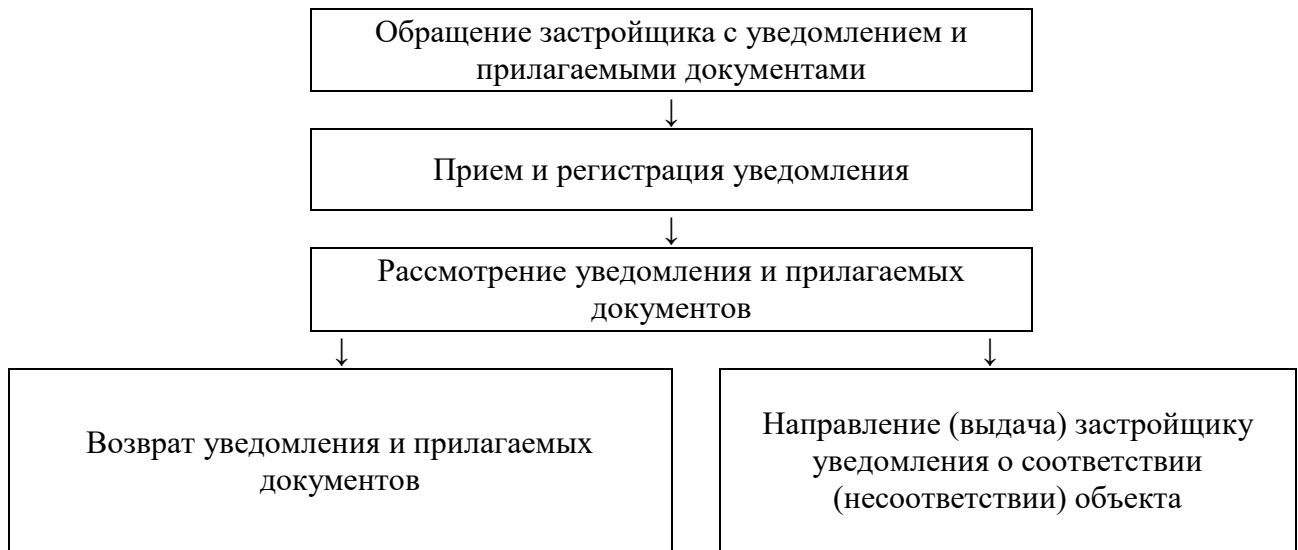 Обращение застройщика с уведомлением и
прилагаемыми документами
↓
Прием и регистрация уведомления
↓
Рассмотрение уведомления и прилагаемых
документов
↓ ↓
Возврат уведомления и прилагаемых
документов
Направление (выдача) застройщику
уведомления о соответствии
(несоответствии) объекта